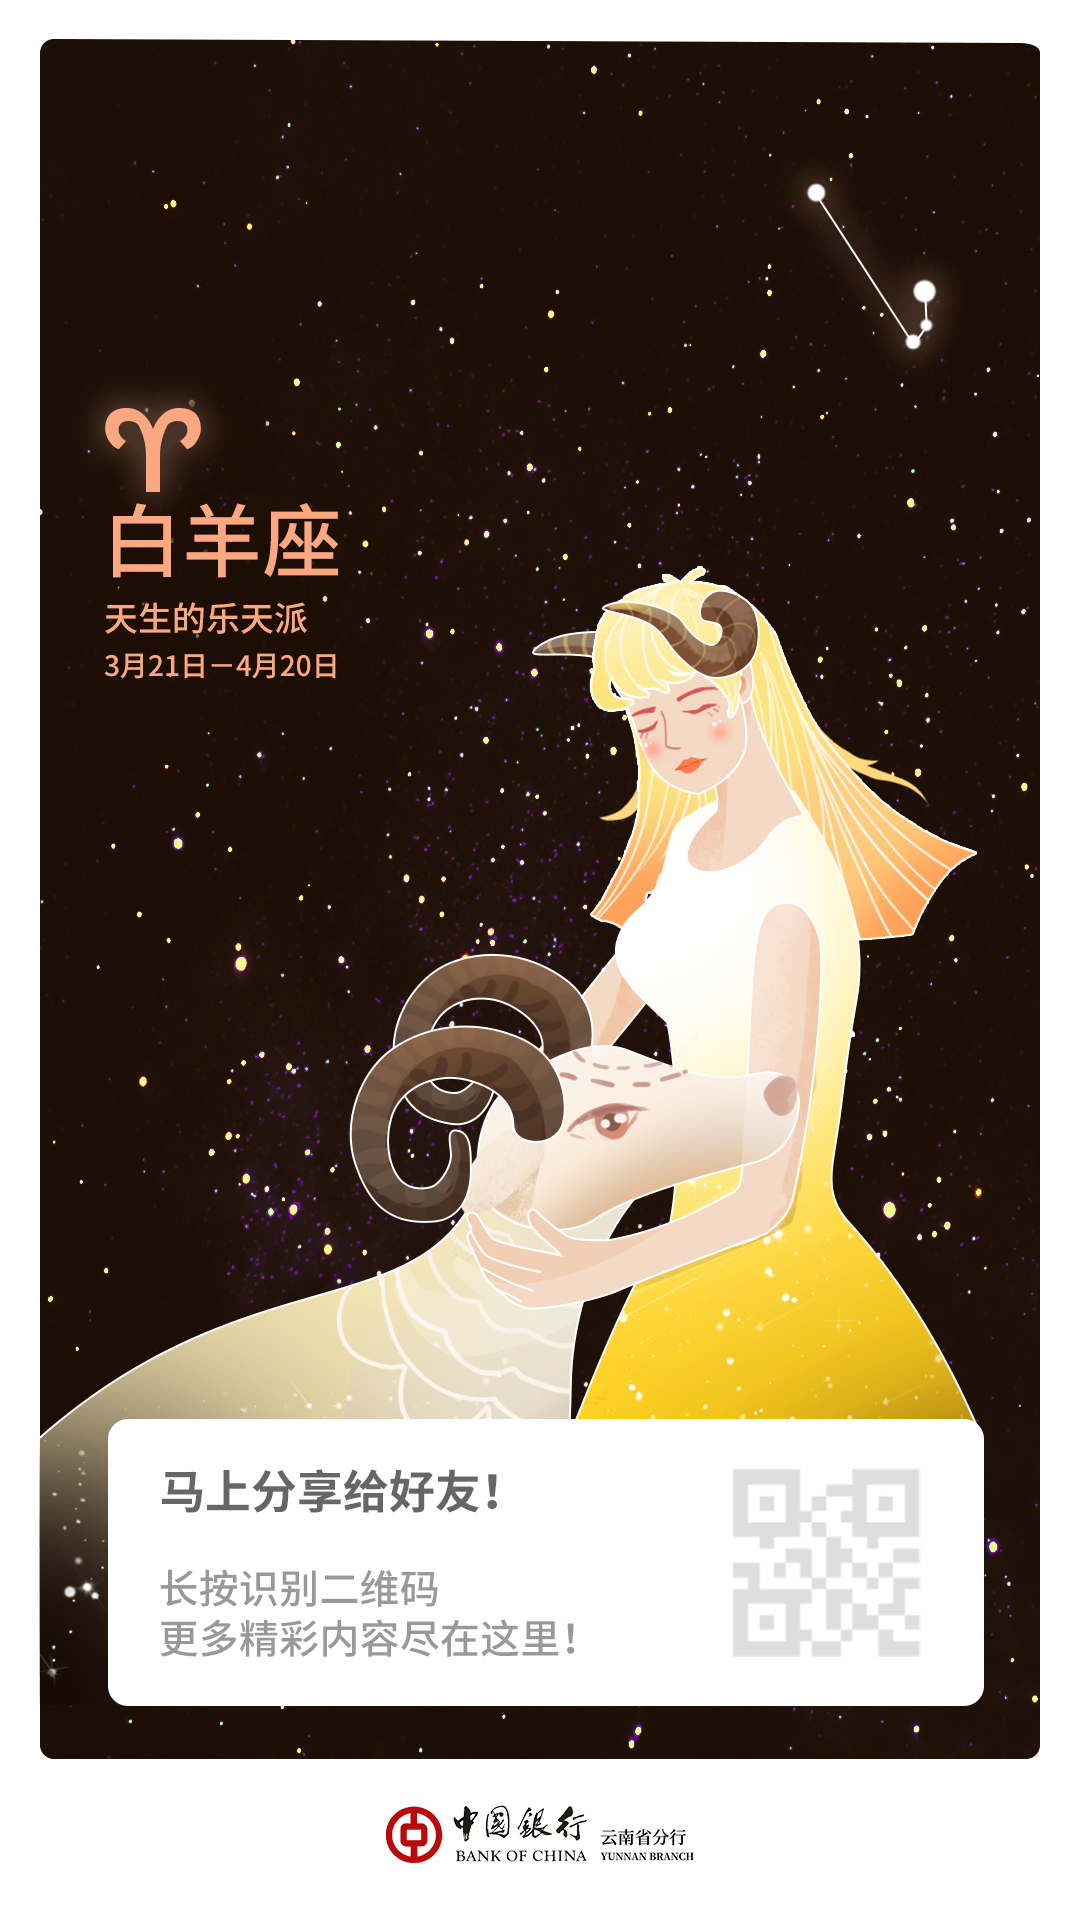 白羊座
天生的乐天派
3月21日－4月20日
马上分享给好友！
长按识别二维码
更多精彩内容尽在这里！
中國銀行
BANK OF CHINA
云南省分行
YUNNAN BRANCH